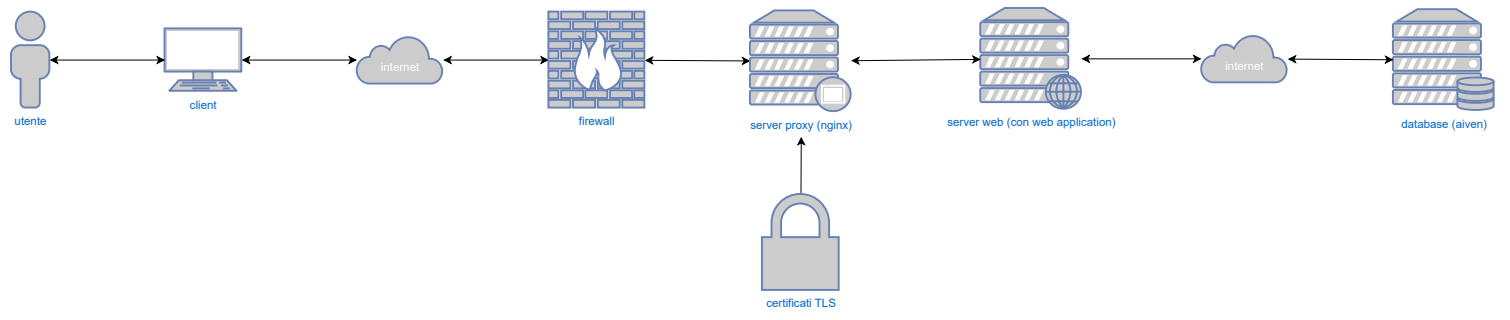 utente
client
internet
firewall
server proxy (nginx)
server web (con web application)
internet
database (aiven)
certificati TLS